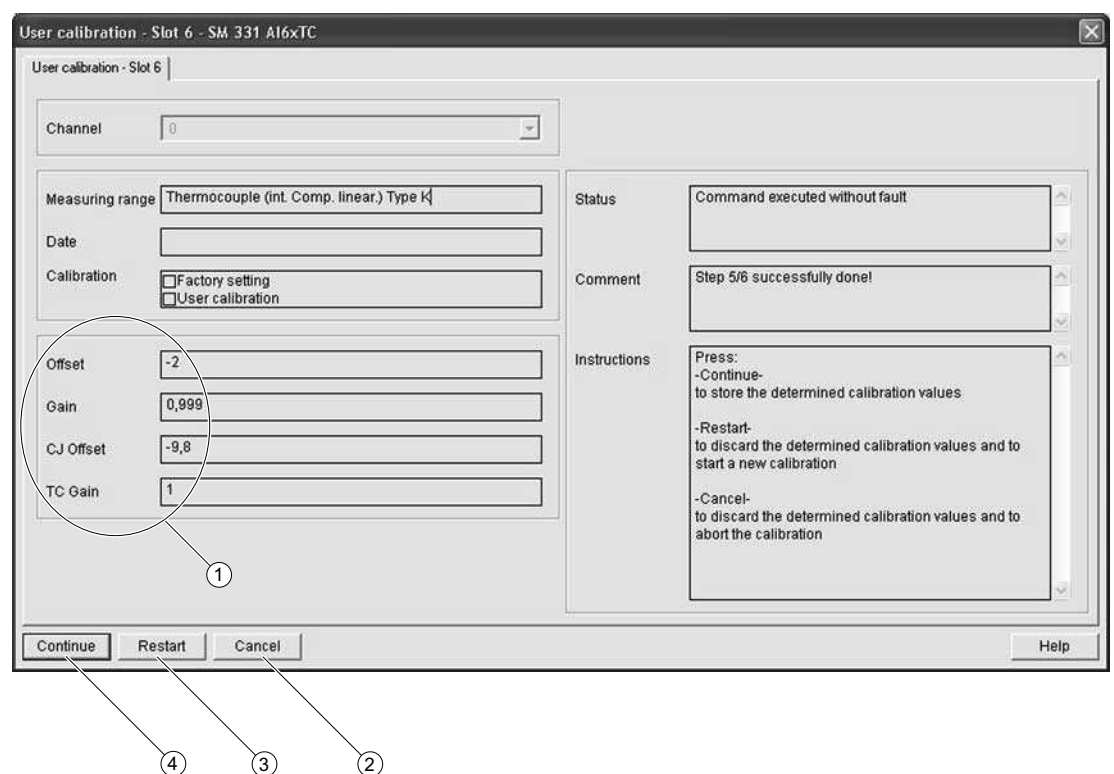 User calibration - Slot 6 - SM 331 AI6xTC
User calibration - Slot 6
Channel
0
Measuring range
Thermocouple (int. Comp. linear.) Type K
Date
Calibration
Factory setting
User calibration
Offset
-2
Gain
0,999
CJ Offset
-9,8
TC Gain
1
Status
Command executed without fault
Comment
Step 5/6 successfully done!
Instructions
Press:
-Continue-
to store the determined calibration values
-Restart-
to discard the determined calibration values and to
start a new calibration
-Cancel-
to discard the determined calibration values and to
abort the calibration
1
Continue
Restart
Cancel
Help
4
3
2